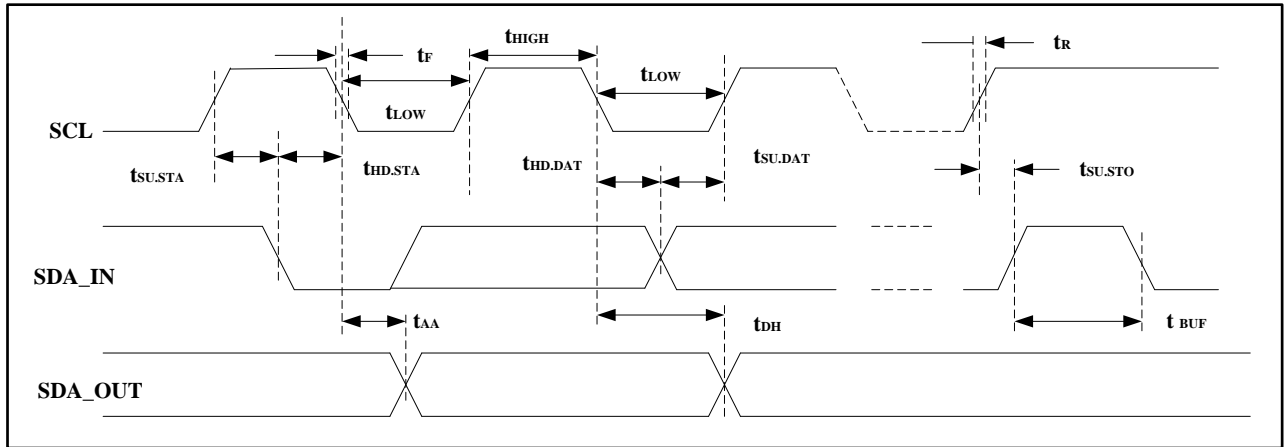 tF
tHIGH
tR
tLOW
tLOW
SCL
tSU.STA
tHD.STA
tHD.DAT
tSU.DAT
tSU.STO
SDA_IN
tAA
tDH
t BUF
SDA_OUT